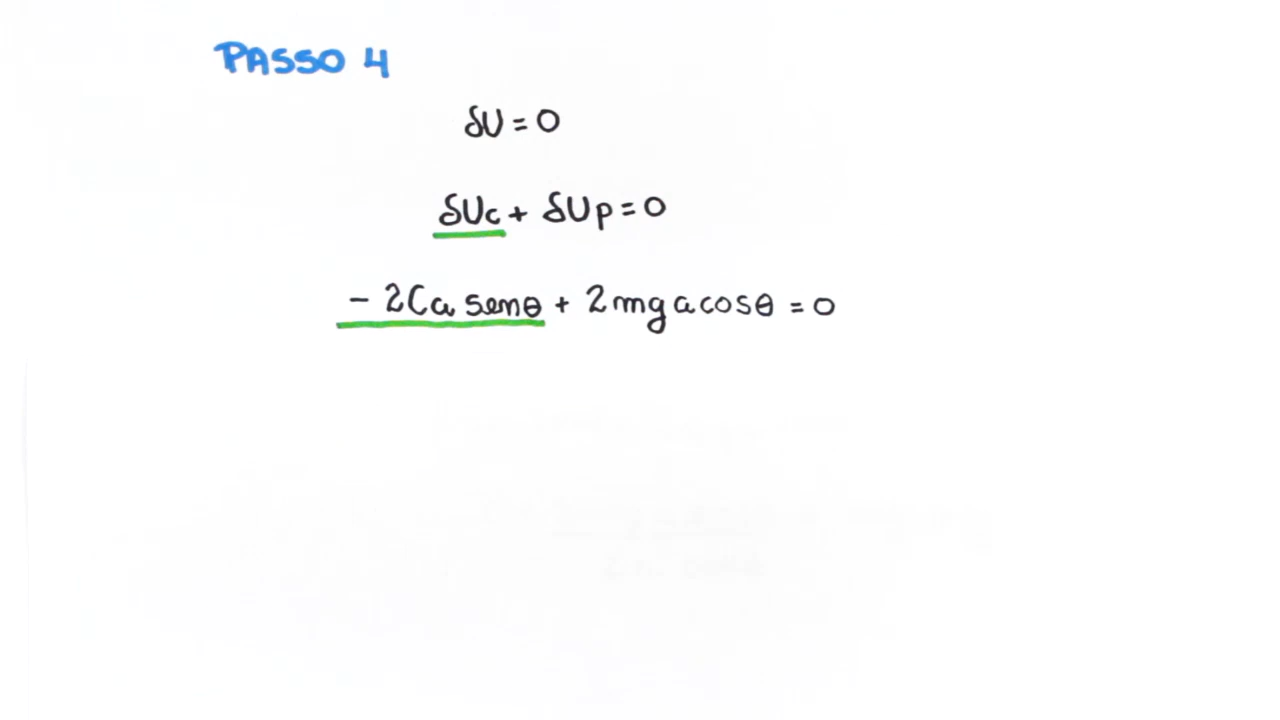 PASSO 4
δU = 0
δUc + δUp = 0
- 2Ca senθ + 2mga cosθ = 0